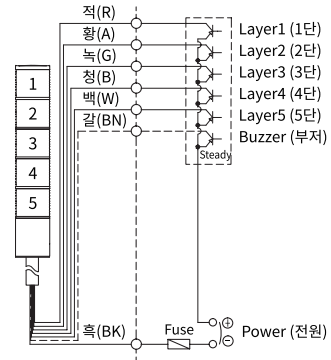 적(R) Layer1 (1단)
황(A) Layer2 (2단)
녹(G) Layer3 (3단)
청(B) Layer4 (4단)
백(W) Layer5 (5단)
갈(BN) Buzzer (부저)
Steady
1
2
3
4
5
흑(BK) Fuse ⊕ ⊖ Power (전원)